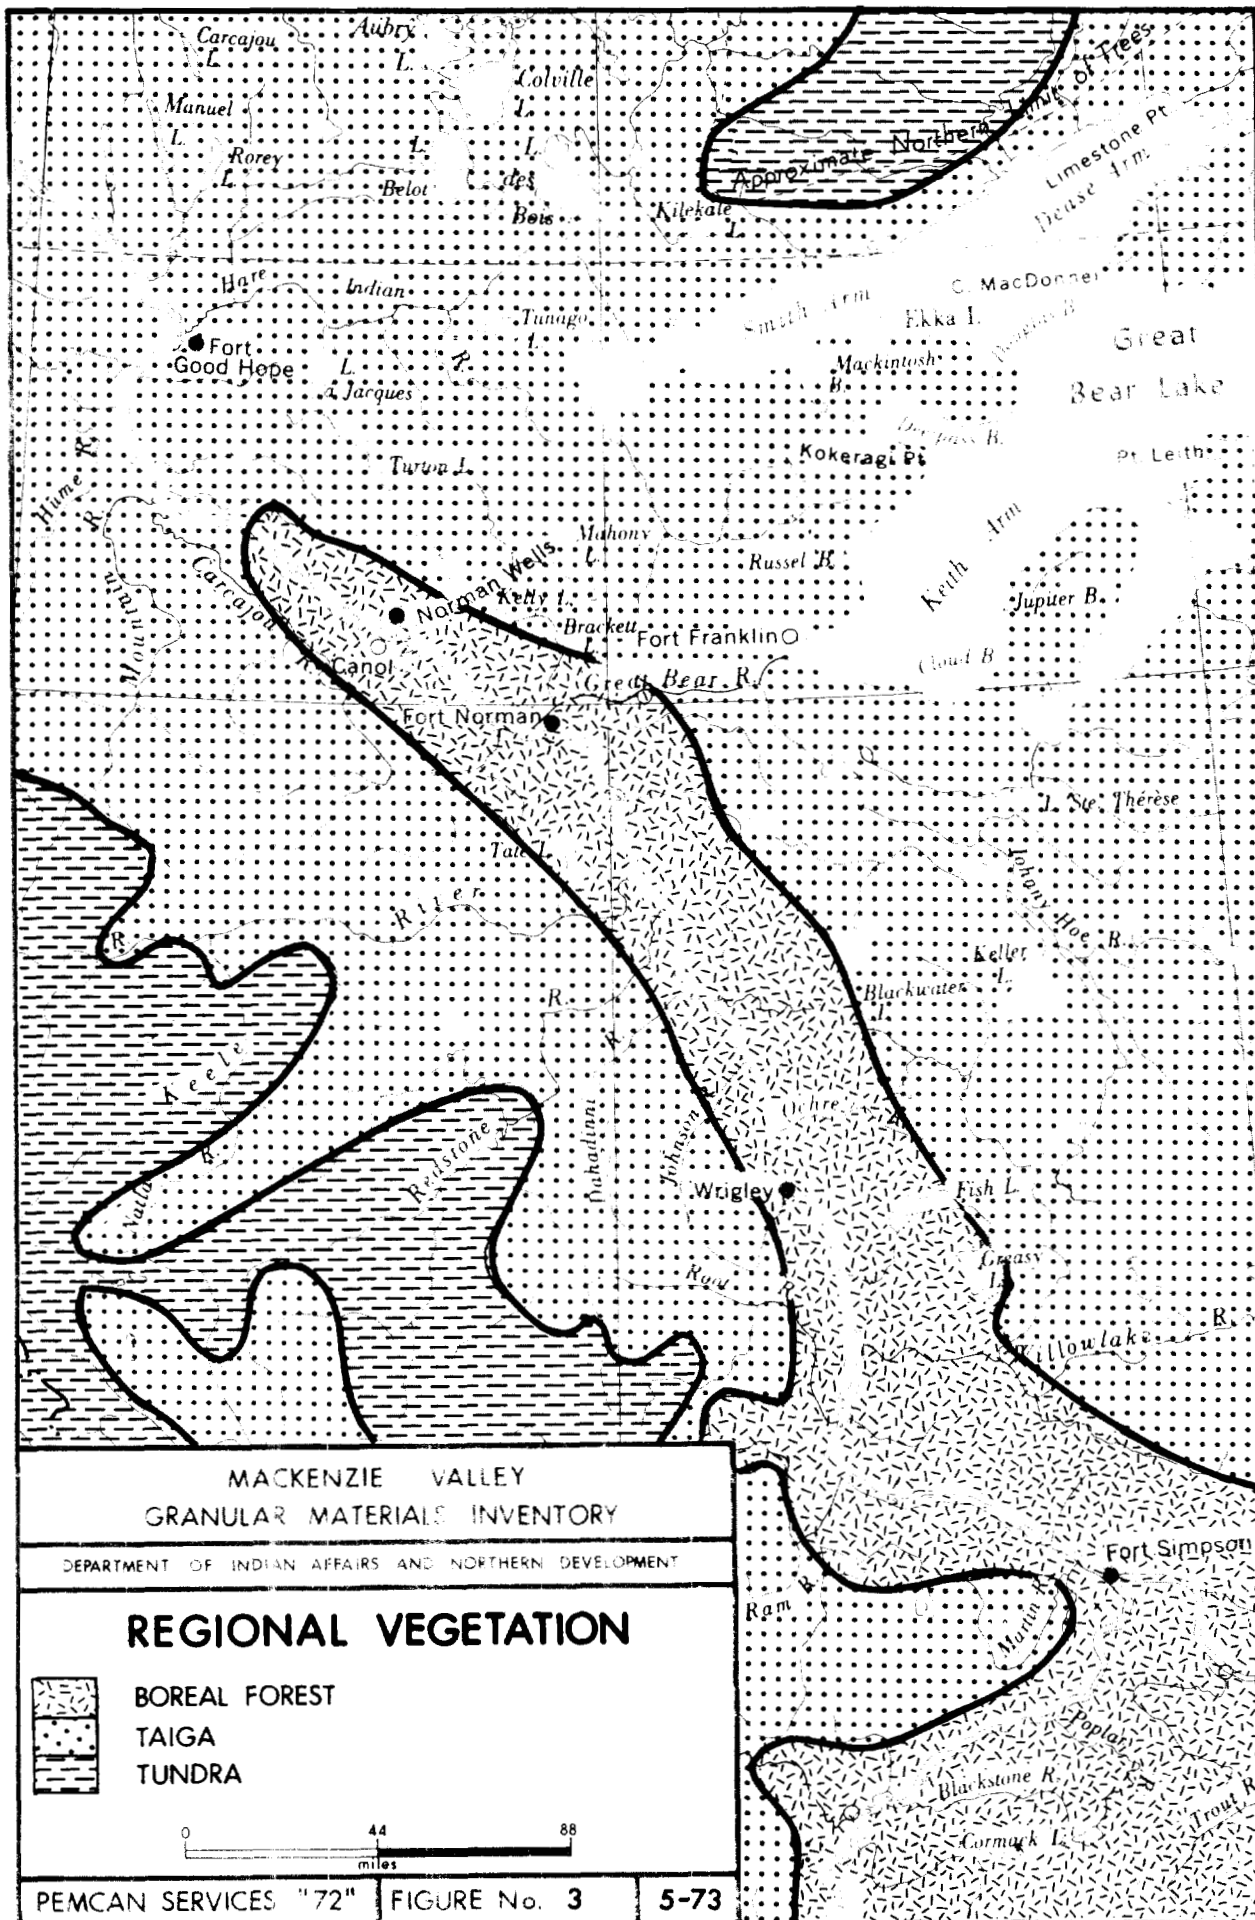 Carcajou
L.
Aubry
L.
Colville
L.
Manuel
L.
Rorey
L.
L.
Belot
L.
des
Bois
Approximate Northern Limit of Trees
Limestone Pt.
Dease Arm
Kilekale
L.
Hare
Indian
R.
Smith Arm
C. MacDonnel
Ekka I.
Douglas B.
Great
Bear Lake
Tunago
L.
Fort
Good Hope
L.
à Jacques
Mackintosh
B.
Deerpass B.
Kokeragi Pt.
Pt. Leith
Turton L.
Hume R.
Mountain R.
Carcajou R.
Mahony
L.
Russel B.
Keith Arm
Jupiter B.
Norman Wells
Kelly L.
Brackett
L.
Fort Franklin
Canol
Great Bear R.
Cloud B.
Fort Norman
L. Ste. Thérèse
Tate L.
River
R.
Johnny Hoe R.
Keller
L.
Blackwater
L.
R.
Keele
Redstone
Dahadinni
Johnson
Ochre
R.
Wrigley
Fish L.
Greasy
L.
Root
R.
Willowlake R.
MACKENZIE VALLEY
GRANULAR MATERIALS INVENTORY
DEPARTMENT OF INDIAN AFFAIRS AND NORTHERN DEVELOPMENT
REGIONAL VEGETATION
BOREAL FOREST
TAIGA
TUNDRA
0 44 88
miles
PEMCAN SERVICES "72" FIGURE No. 3 5-73
Fort Simpson
Ram R.
Martin R.
Poplar R.
Blackstone R.
Trout R.
Cormack L.